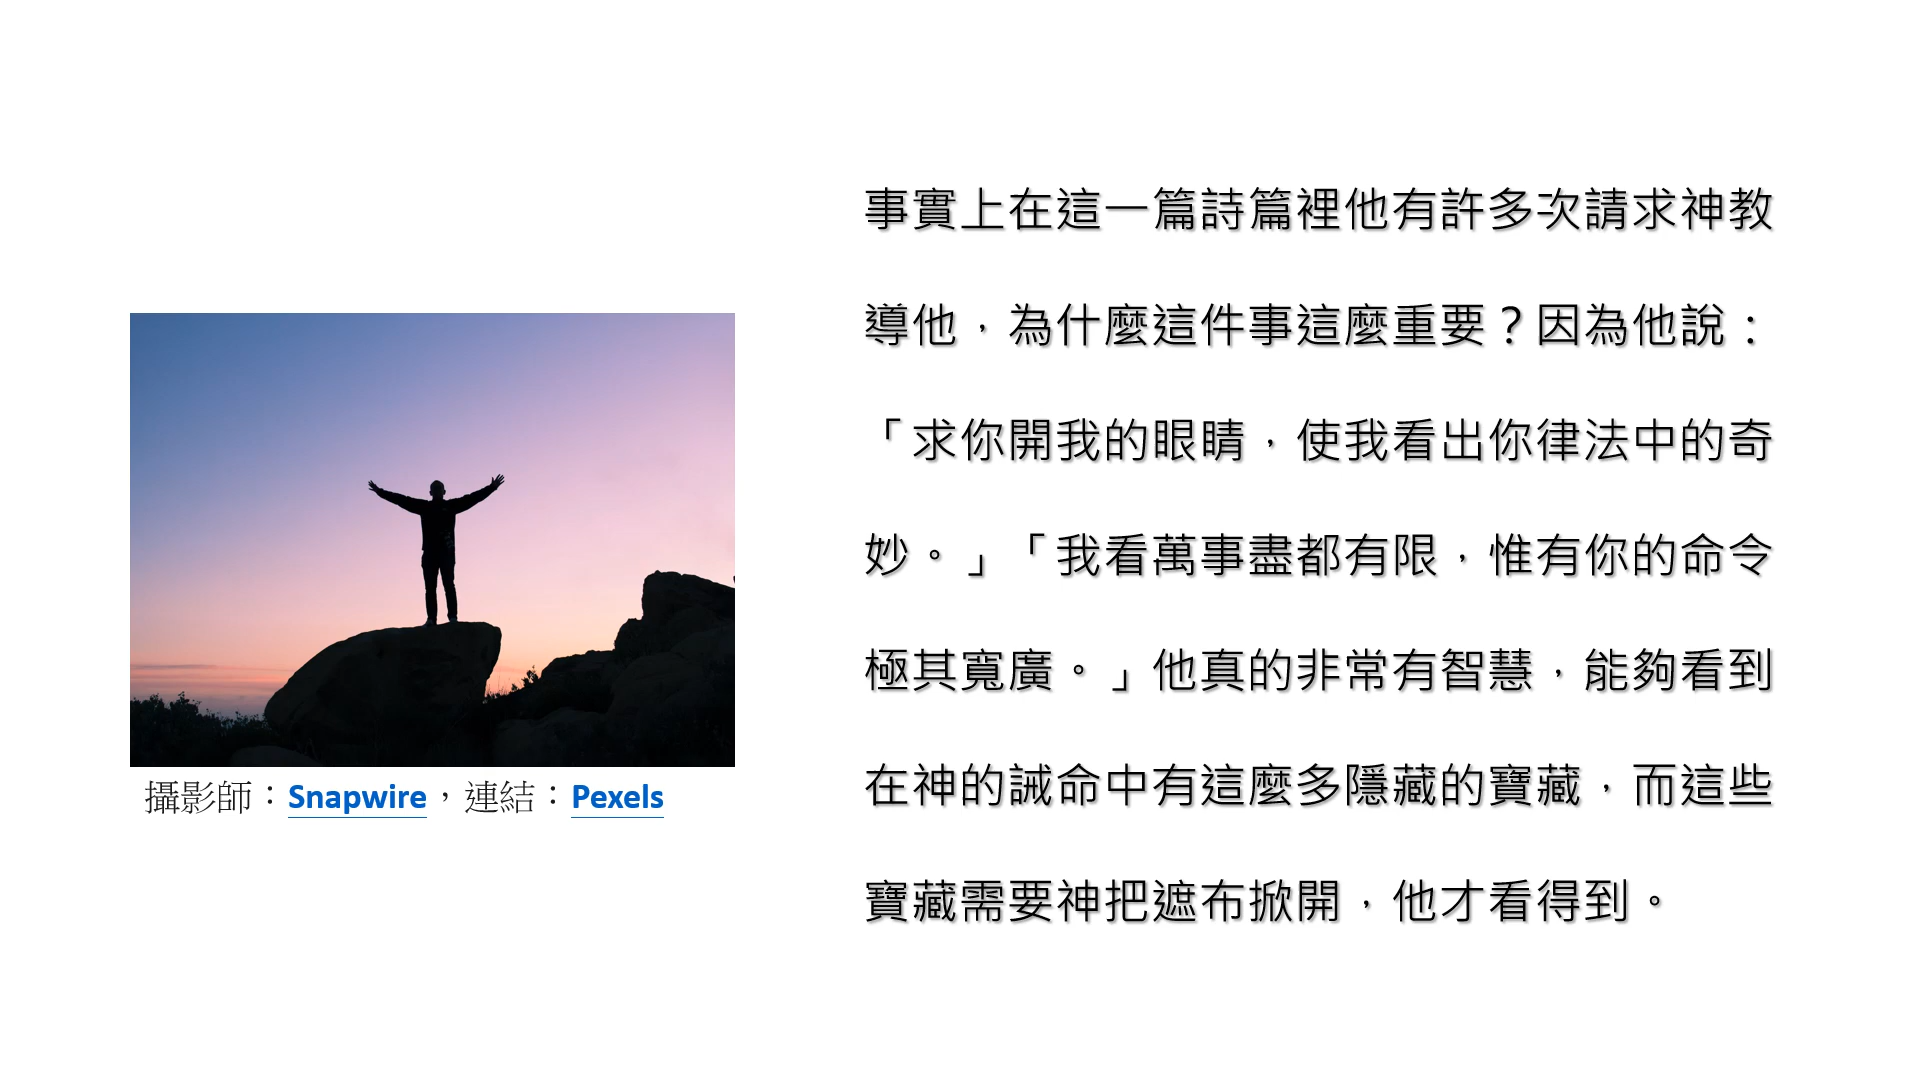 事實上在這一篇詩篇裡他有許多次請求神教
導他，為什麼這件事這麼重要？因為他說：
「求你開我的眼睛，使我看出你律法中的奇
妙。」「我看萬事盡都有限，惟有你的命令
極其寬廣。」他真的非常有智慧，能夠看到
在神的誡命中有這麼多隱藏的寶藏，而這些
寶藏需要神把遮布掀開，他才看得到。
攝影師：Snapwire，連結：Pexels